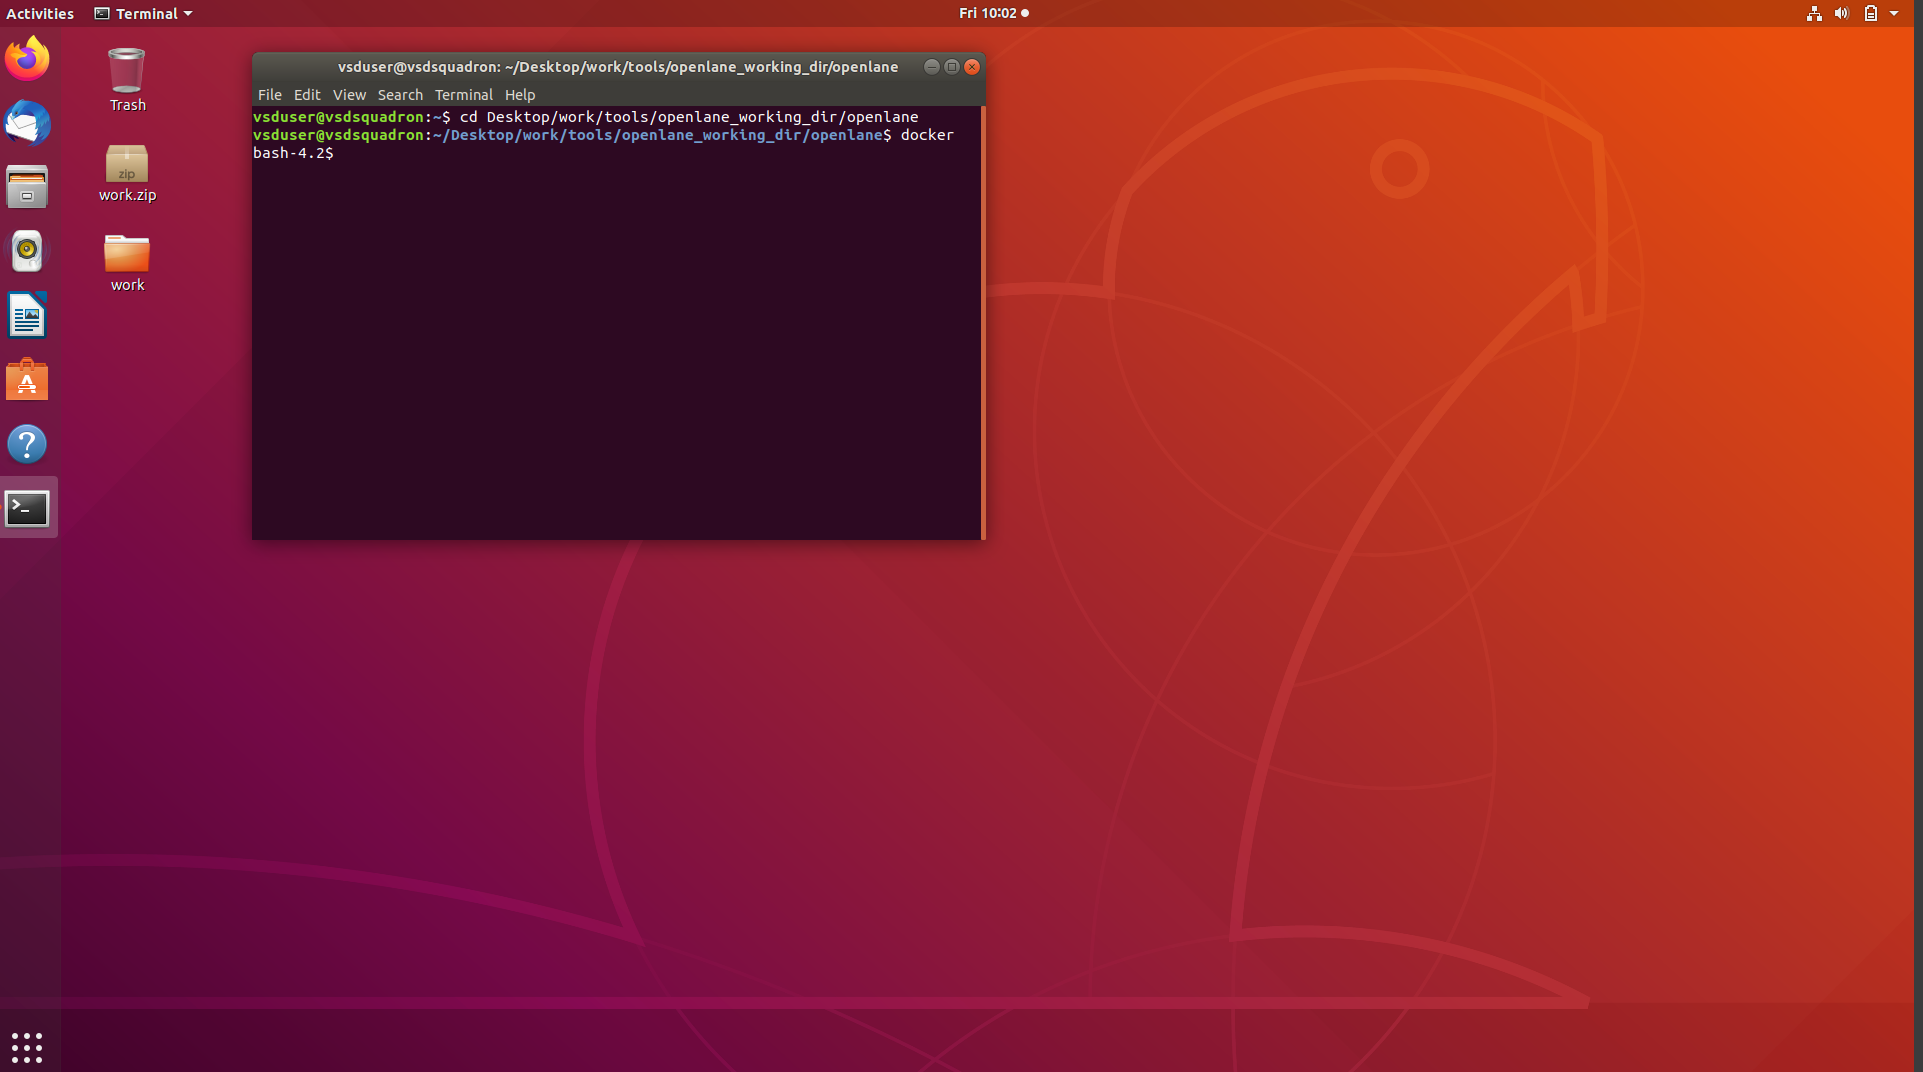 Activities Terminal Fri 10:02
Trash
zip
work.zip
work
vsduser@vsdsquadron: ~/Desktop/work/tools/openlane_working_dir/openlane
File Edit View Search Terminal Help
vsduser@vsdsquadron:~$ cd Desktop/work/tools/openlane_working_dir/openlane
vsduser@vsdsquadron:~/Desktop/work/tools/openlane_working_dir/openlane$ docker
bash-4.2$